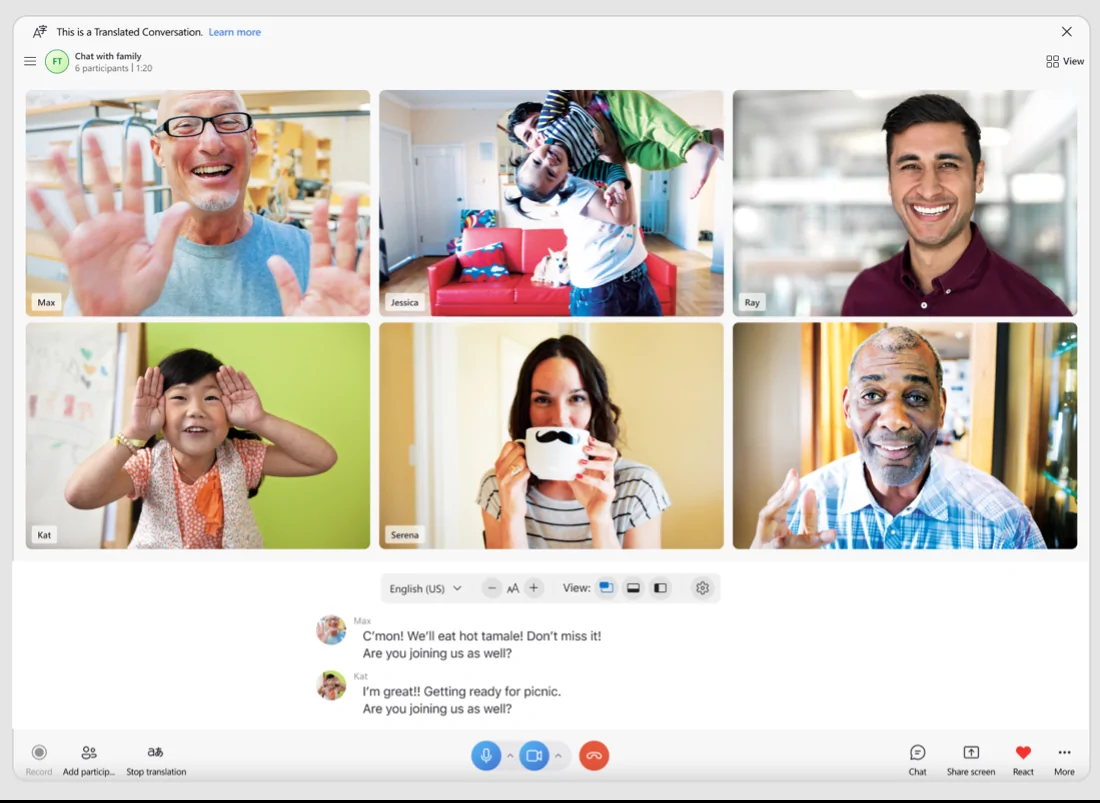 This is a Translated Conversation. Learn more
FT
Chat with family
6 participants | 1:20
View
Max
Jessica
Ray
Kat
Serena
English (US)
AA
View:
Max
C'mon! We'll eat hot tamale! Don't miss it!
Are you joining us as well?
Kat
I'm great!! Getting ready for picnic.
Are you joining us as well?
Record
Add particip...
aあ
Stop translation
Chat
Share screen
React
More